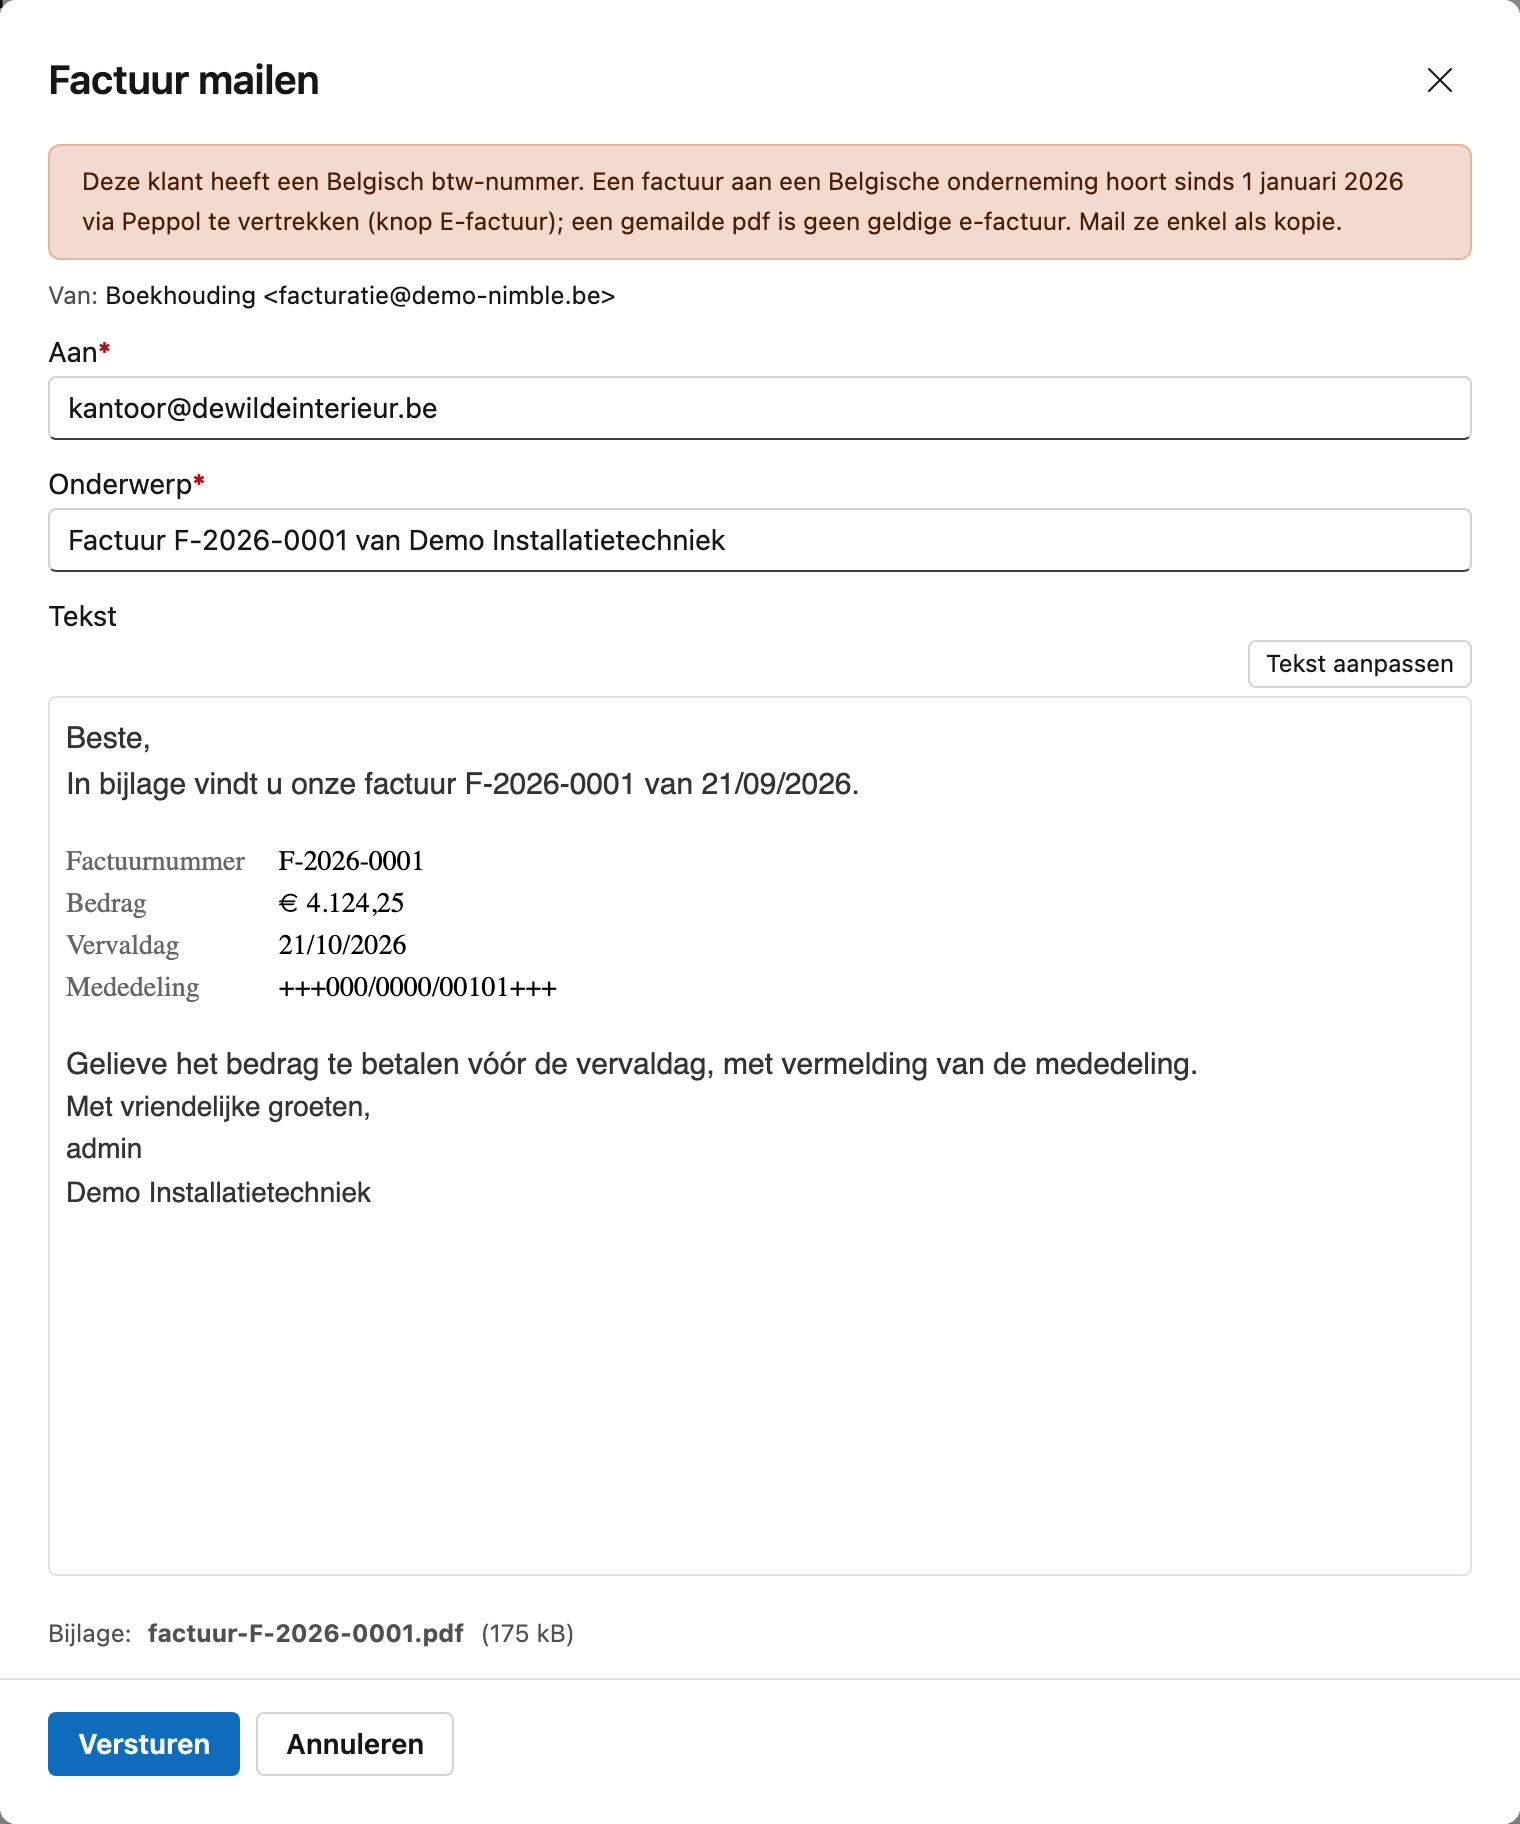 Factuur mailen
Deze klant heeft een Belgisch btw-nummer. Een factuur aan een Belgische onderneming hoort sinds 1 januari 2026
via Peppol te vertrekken (knop E-factuur); een gemailde pdf is geen geldige e-factuur. Mail ze enkel als kopie.
Van: Boekhouding <facturatie@demo-nimble.be>
Aan*
kantoor@dewildeinterieur.be
Onderwerp*
Factuur F-2026-0001 van Demo Installatietechniek
Tekst
Tekst aanpassen
Beste,
In bijlage vindt u onze factuur F-2026-0001 van 21/09/2026.
Factuurnummer F-2026-0001
Bedrag € 4.124,25
Vervaldag 21/10/2026
Mededeling +++000/0000/00101+++
Gelieve het bedrag te betalen vóór de vervaldag, met vermelding van de mededeling.
Met vriendelijke groeten,
admin
Demo Installatietechniek
Bijlage: factuur-F-2026-0001.pdf (175 kB)
Versturen Annuleren